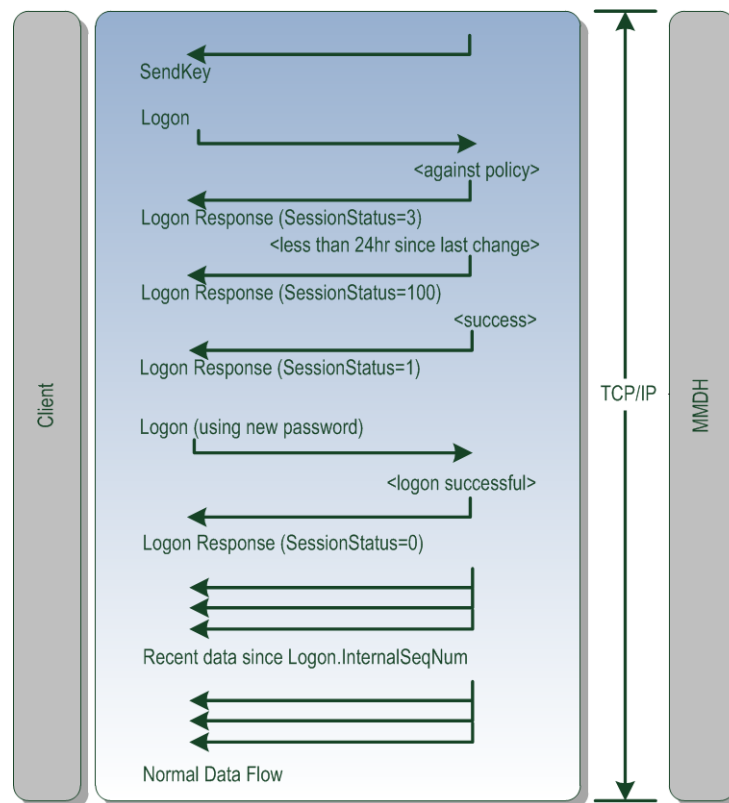 SendKey
Logon
<against policy>
Logon Response (SessionStatus=3)
<less than 24hr since last change>
Logon Response (SessionStatus=100)
<success>
Logon Response (SessionStatus=1)
Client
TCP/IP
MMDH
Logon (using new password)
<logon successful>
Logon Response (SessionStatus=0)
Recent data since Logon.InternalSeqNum
Normal Data Flow